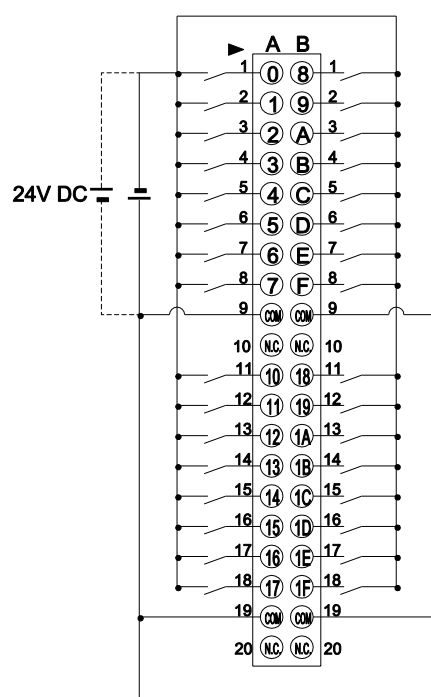 A B
1 0 8 1
2 1 9 2
3 2 A 3
4 3 B 4
24V DC 5 4 C 5
6 5 D 6
7 6 E 7
8 7 F 8
9 COM COM 9
10 N.C. N.C. 10
11 10 18 11
12 11 19 12
13 12 1A 13
14 13 1B 14
15 14 1C 15
16 15 1D 16
17 16 1E 17
18 17 1F 18
19 COM COM 19
20 N.C. N.C. 20